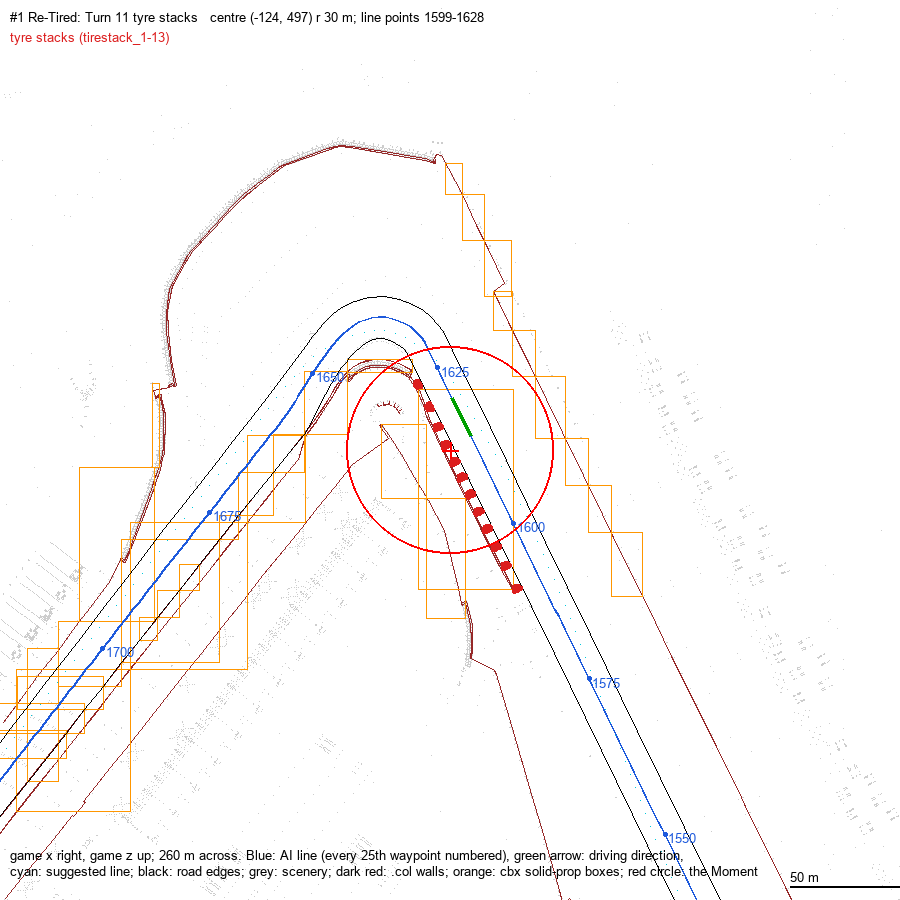 #1 Re-Tired: Turn 11 tyre stacks centre (-124, 497) r 30 m; line points 1599-1628
tyre stacks (tirestack_1-13)
1625
1650
1675
1600
1700
1575
1550
game x right, game z up; 260 m across. Blue: AI line (every 25th waypoint numbered), green arrow: driving direction,
cyan: suggested line; black: road edges; grey: scenery; dark red: .col walls; orange: cbx solid-prop boxes; red circle: the Moment
50 m